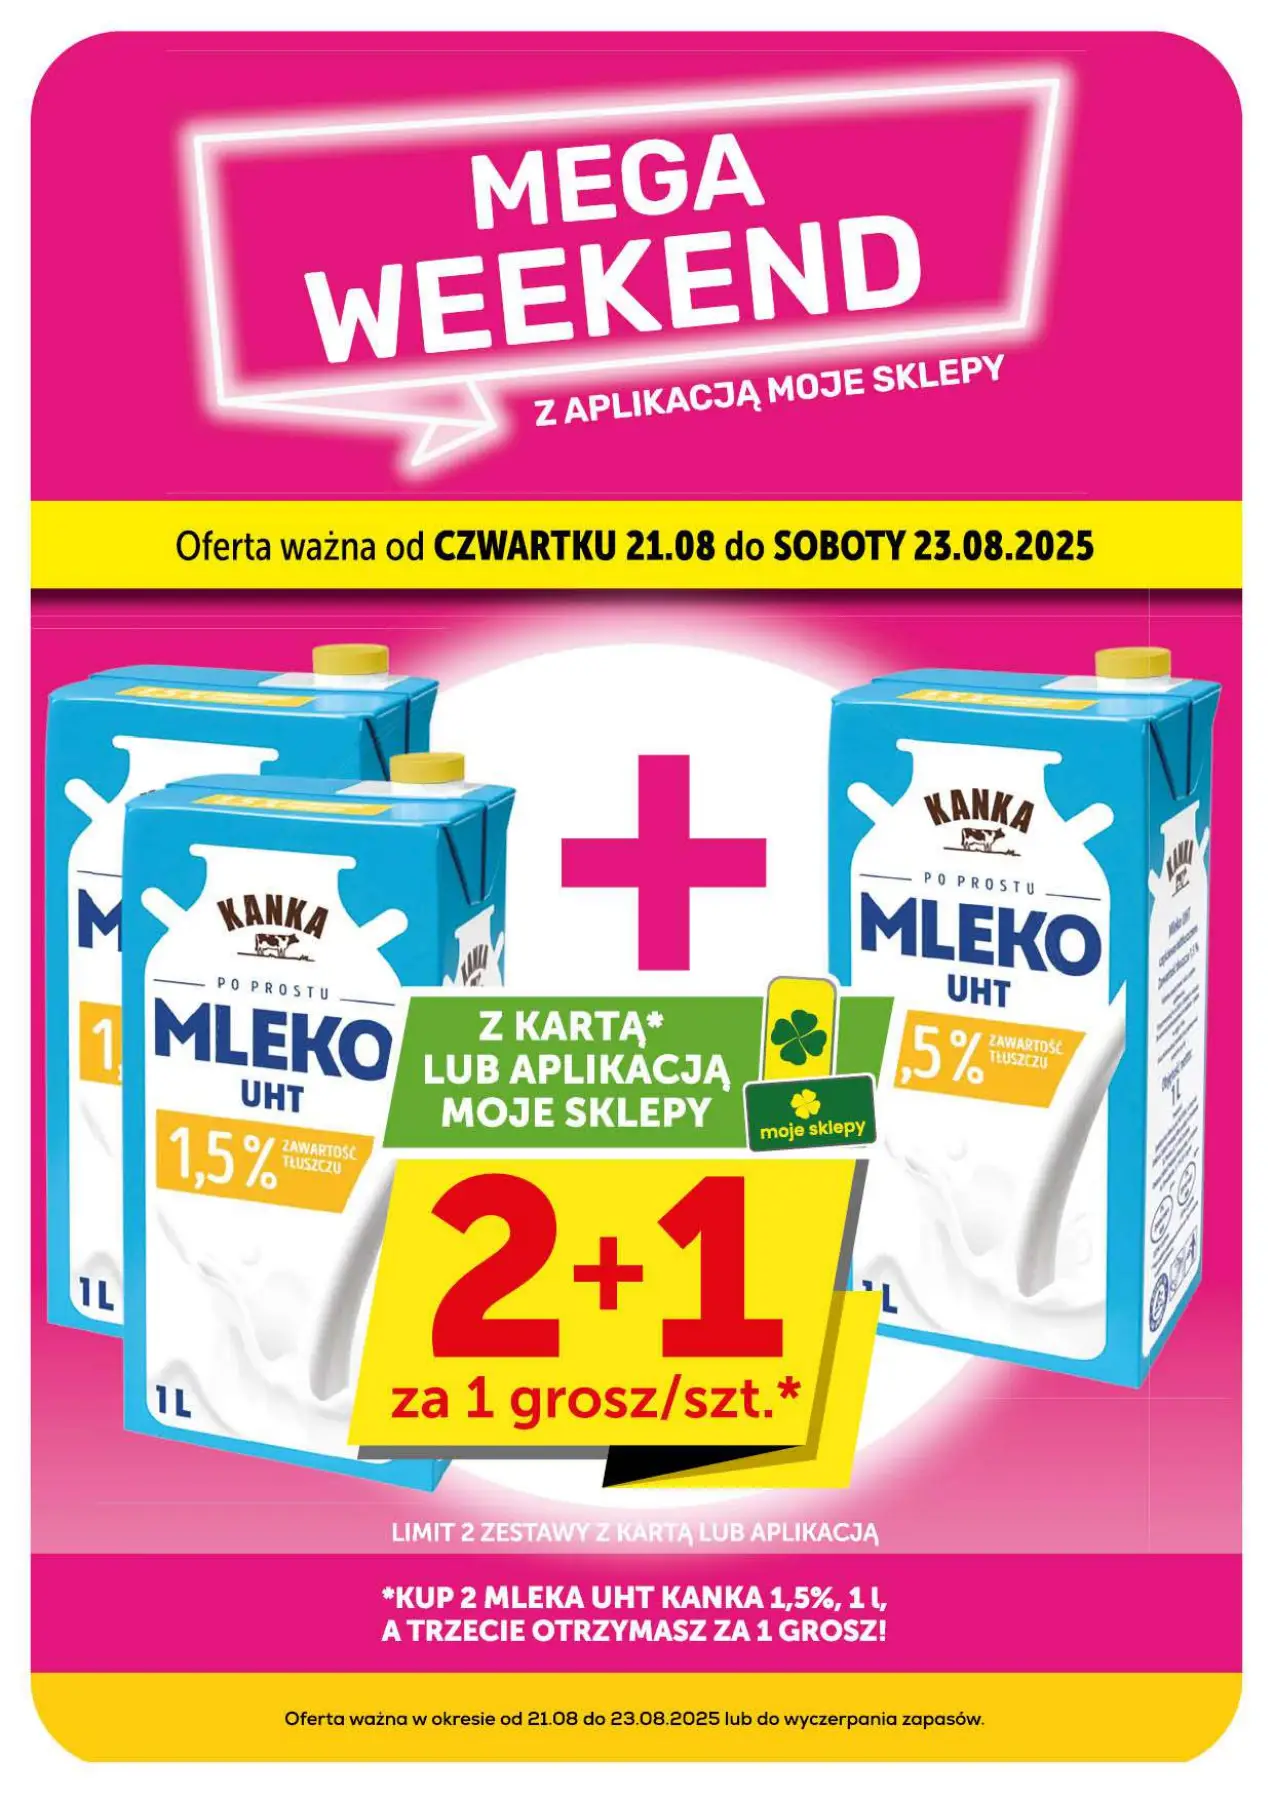 MEGA
WEEKEND
Z APLIKACJĄ MOJE SKLEPY
Oferta ważna od CZWARTKU 21.08 do SOBOTY 23.08.2025
KANKA
PO PROSTU
MLEKO
UHT
,5% ZAWARTOŚĆ
TŁUSZCZU
1 L
KANKA
PO PROSTU
MLEKO
UHT
1,5% ZAWARTOŚĆ
TŁUSZCZU
1 L
M
1,
1 L
Z KARTĄ*
LUB APLIKACJĄ
MOJE SKLEPY
moje sklepy
2+1
za 1 grosz/szt.*
LIMIT 2 ZESTAWY Z KARTĄ LUB APLIKACJĄ
*KUP 2 MLEKA UHT KANKA 1,5%, 1 l,
A TRZECIE OTRZYMASZ ZA 1 GROSZ!
Oferta ważna w okresie od 21.08 do 23.08.2025 lub do wyczerpania zapasów.